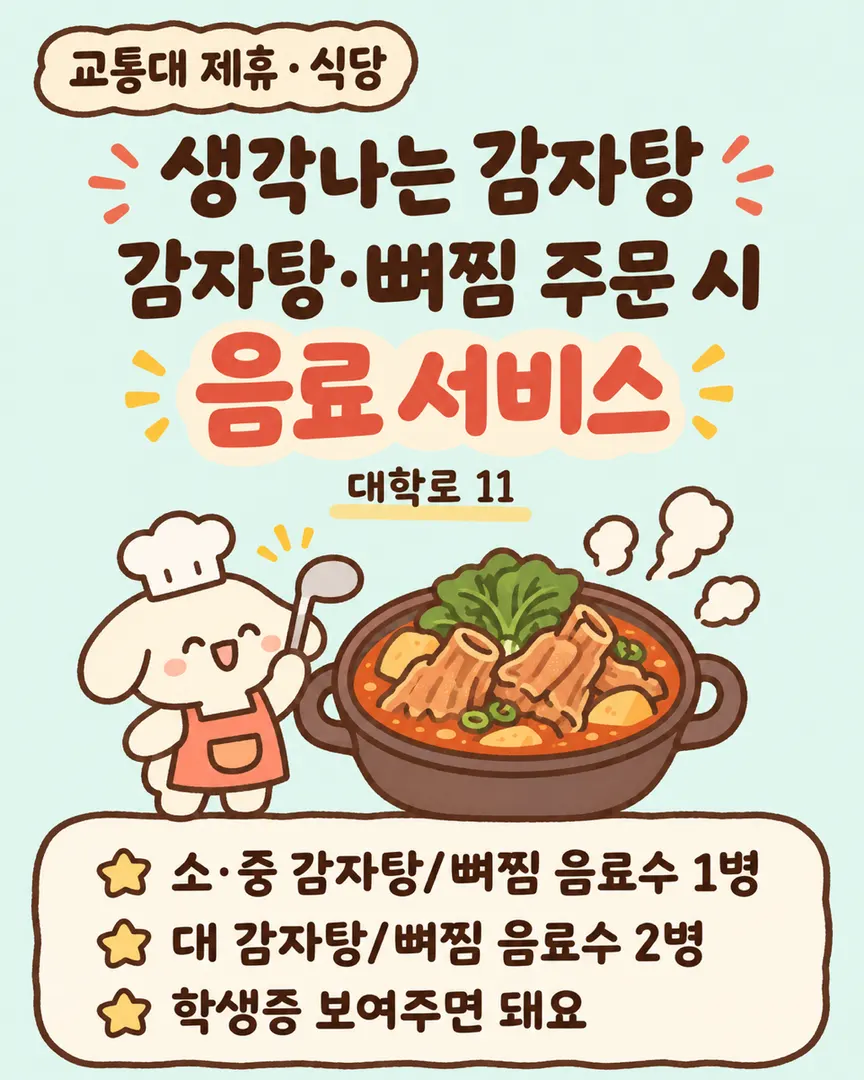 교통대 제휴·식당
생각나는 감자탕
감자탕·뼈찜 주문 시
음료 서비스
대학로 11
소·중 감자탕/뼈찜 음료수 1병
대 감자탕/뼈찜 음료수 2병
학생증 보여주면 돼요